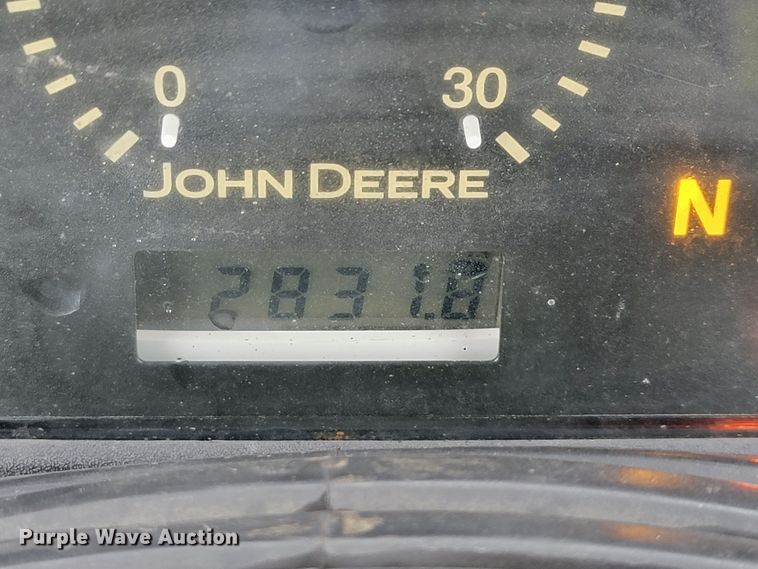 0 30
JOHN DEERE
N
2831.8
Purple Wave Auction